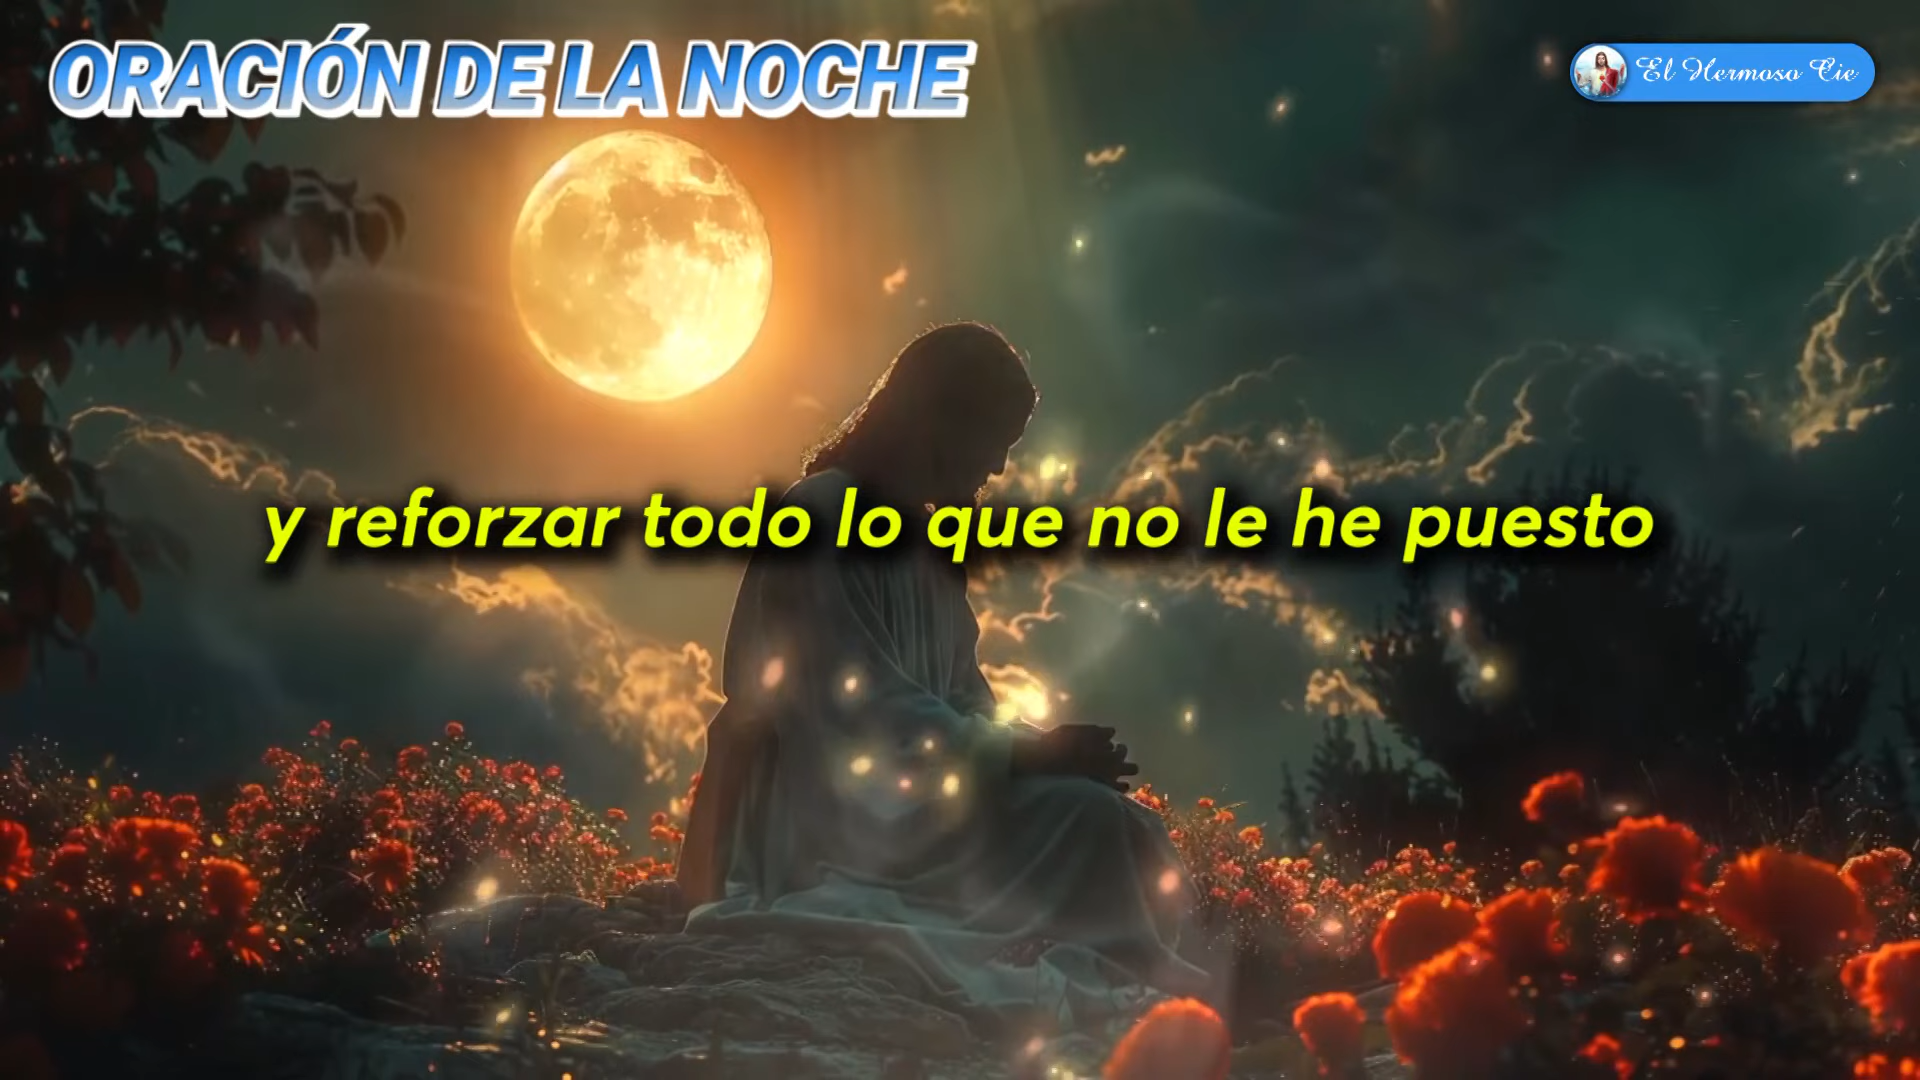 ORACIÓN DE LA NOCHE
El Hermoso Cie
y reforzar todo lo que no le he puesto